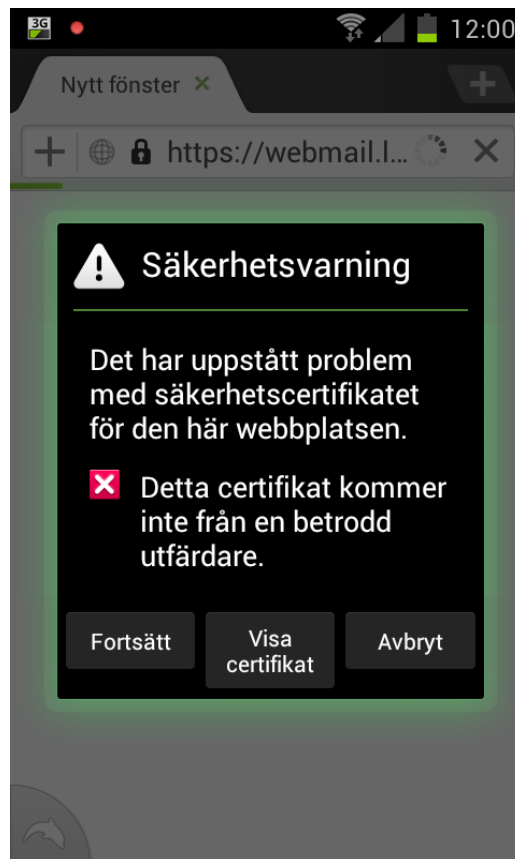 3G
12:00
Nytt fönster
https://webmail.l...
Säkerhetsvarning
Det har uppstått problem
med säkerhetscertifikatet
för den här webbplatsen.
Detta certifikat kommer
inte från en betrodd
utfärdare.
Fortsätt
Visa
certifikat
Avbryt